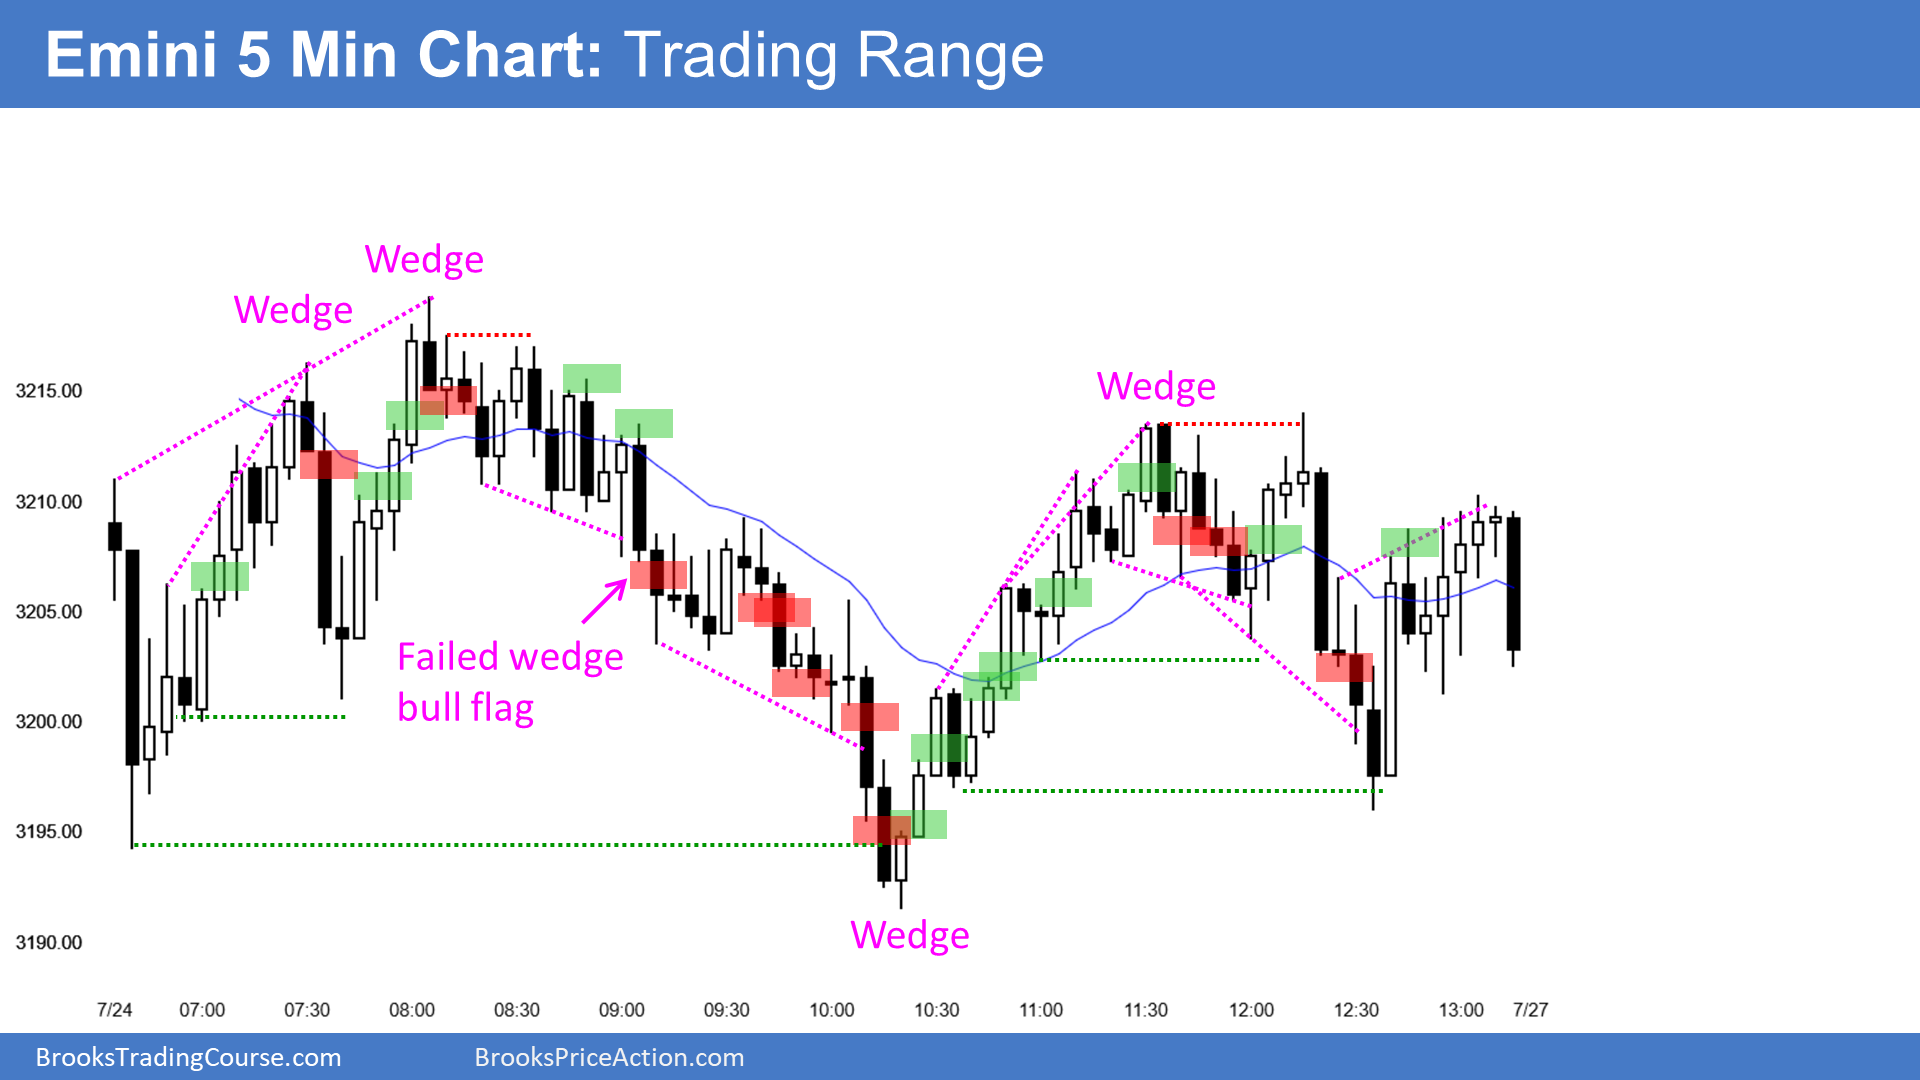 Emini 5 Min Chart: Trading Range
Wedge
Wedge
Wedge
Failed wedge
bull flag
Wedge
3215.00
3210.00
3205.00
3200.00
3195.00
3190.00
7/24 07:00 07:30 08:00 08:30 09:00 09:30 10:00 10:30 11:00 11:30 12:00 12:30 13:00 7/27
BrooksTradingCourse.com BrooksPriceAction.com